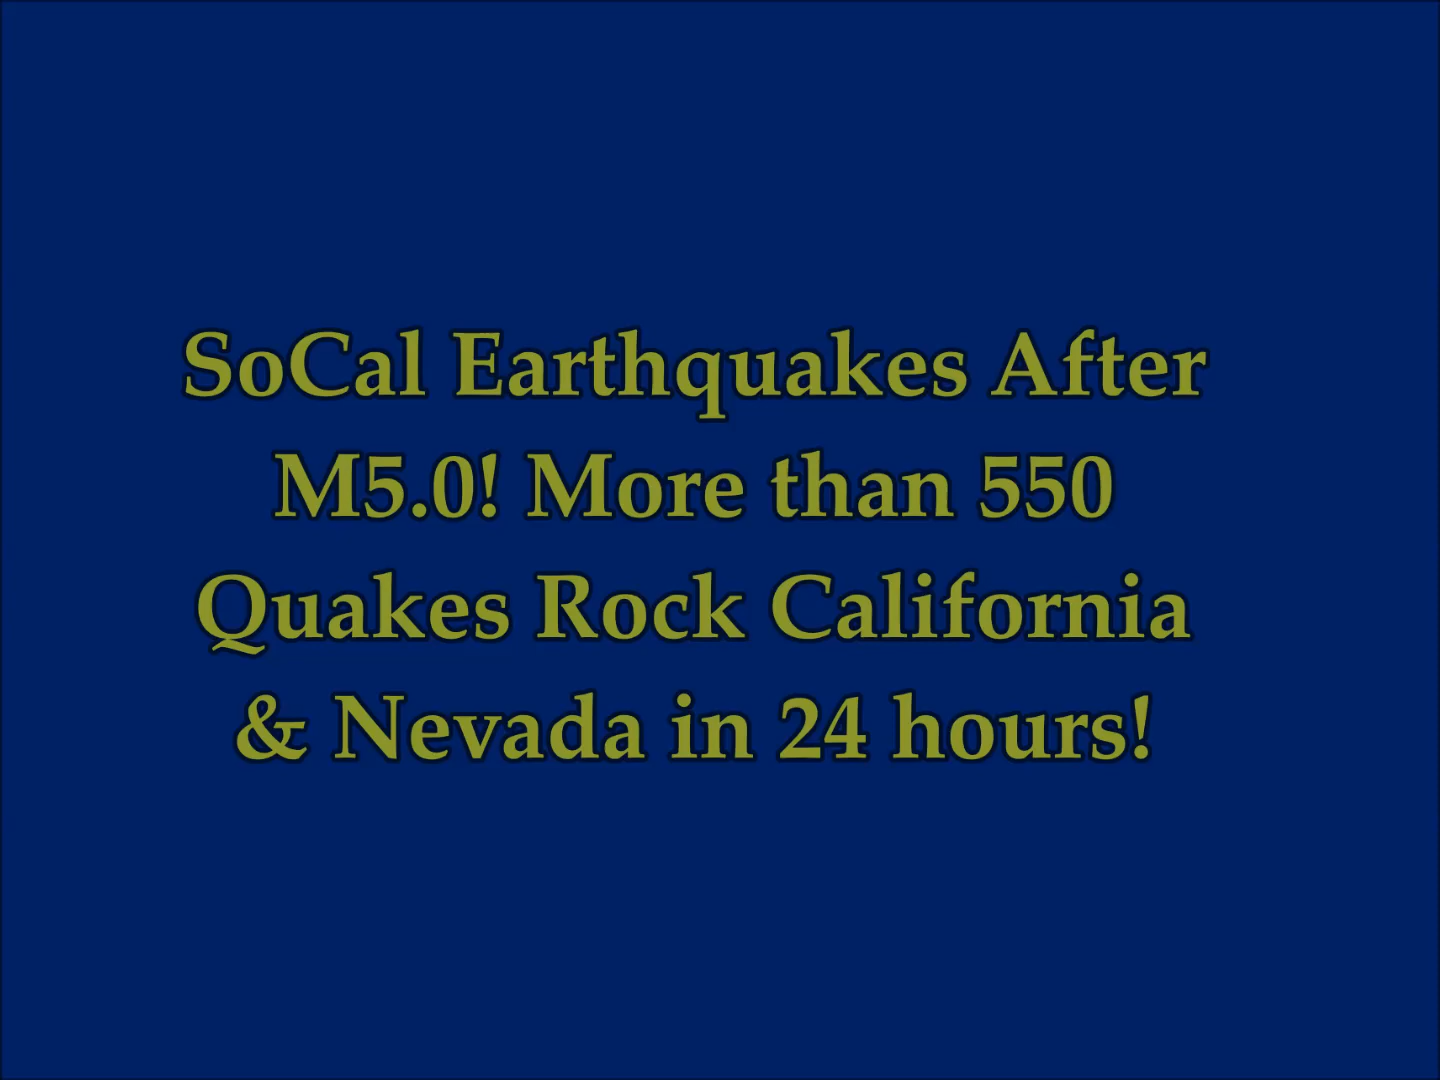 SoCal Earthquakes After
M5.0! More than 550
Quakes Rock California
& Nevada in 24 hours!